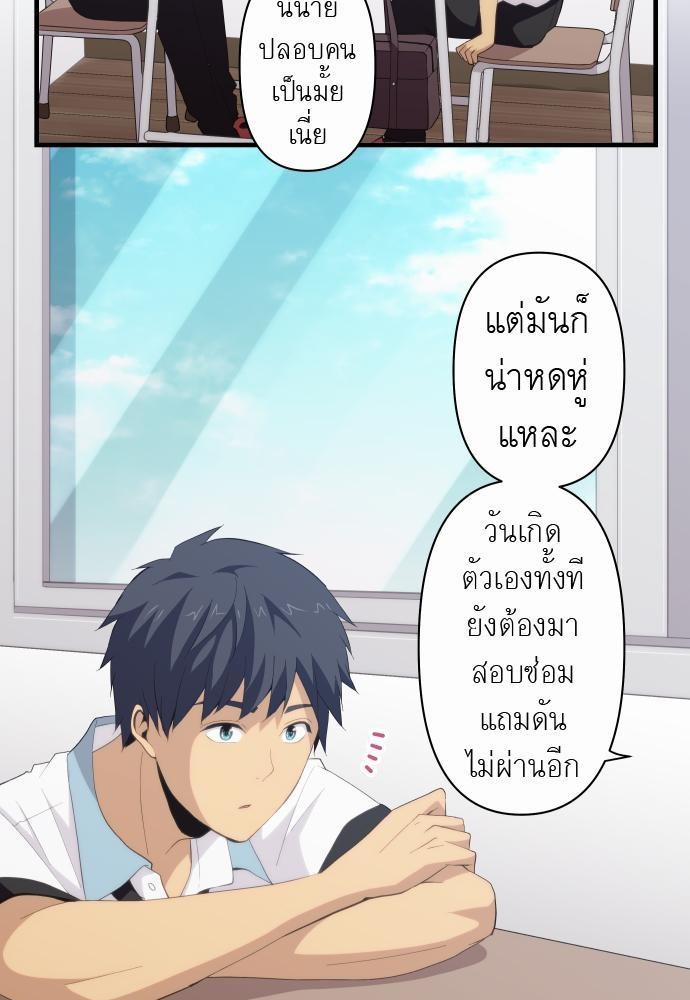 นี่นาย
ปลอบคน
เป็นมั้ย
เนี่ย
แต่มันก็
น่าหดหู่
แหละ
วันเกิด
ตัวเองทั้งที
ยังต้องมา
สอบซ่อม
แถมดัน
ไม่ผ่านอีก